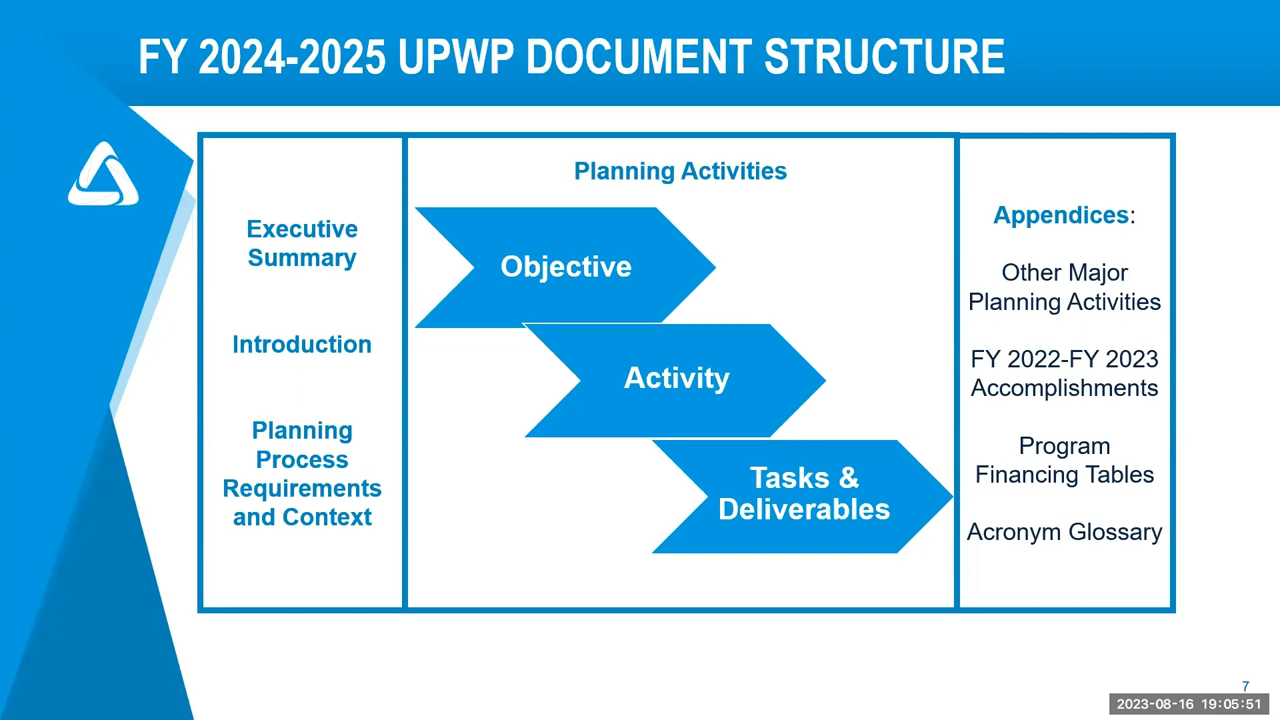 FY 2024-2025 UPWP DOCUMENT STRUCTURE
Executive
Summary
Introduction
Planning
Process
Requirements
and Context
Planning Activities
Objective
Activity
Tasks &
Deliverables
Appendices:
Other Major
Planning Activities
FY 2022-FY 2023
Accomplishments
Program
Financing Tables
Acronym Glossary
7
2023-08-16 19:05:51